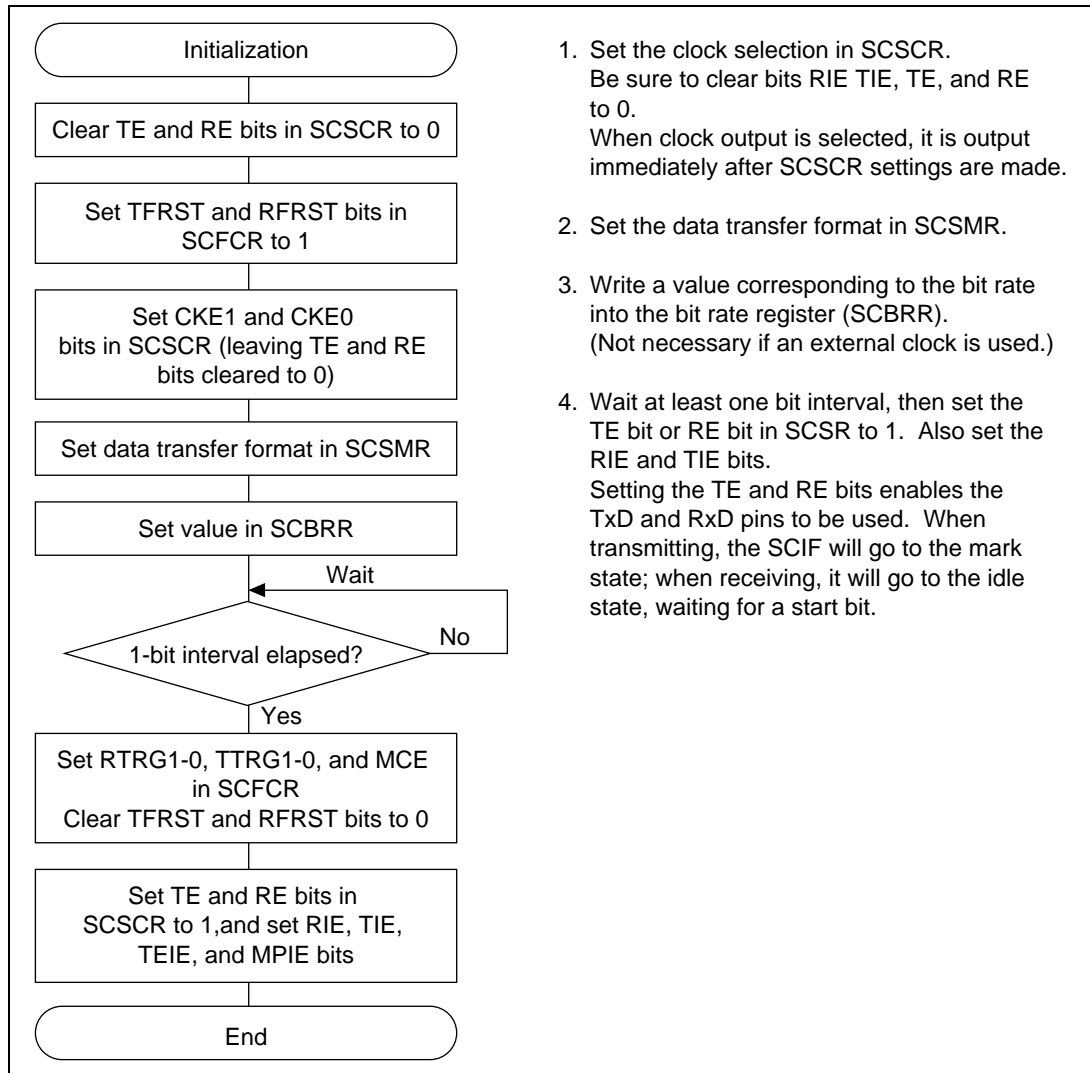 Initialization
Clear TE and RE bits in SCSCR to 0
Set TFRST and RFRST bits in
SCFCR to 1
Set CKE1 and CKE0
bits in SCSCR (leaving TE and RE
bits cleared to 0)
Set data transfer format in SCSMR
Set value in SCBRR
Wait
1-bit interval elapsed?
No
Yes
Set RTRG1-0, TTRG1-0, and MCE
in SCFCR
Clear TFRST and RFRST bits to 0
Set TE and RE bits in
SCSCR to 1,and set RIE, TIE,
TEIE, and MPIE bits
End
1. Set the clock selection in SCSCR.
Be sure to clear bits RIE TIE, TE, and RE
to 0.
When clock output is selected, it is output
immediately after SCSCR settings are made.
2. Set the data transfer format in SCSMR.
3. Write a value corresponding to the bit rate
into the bit rate register (SCBRR).
(Not necessary if an external clock is used.)
4. Wait at least one bit interval, then set the
TE bit or RE bit in SCSR to 1. Also set the
RIE and TIE bits.
Setting the TE and RE bits enables the
TxD and RxD pins to be used. When
transmitting, the SCIF will go to the mark
state; when receiving, it will go to the idle
state, waiting for a start bit.